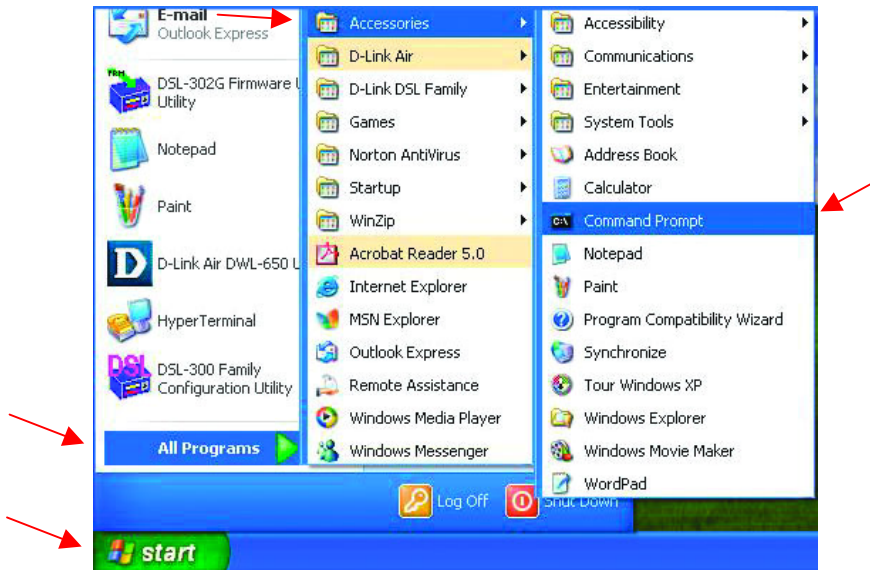 E-mail
Outlook Express
DSL-302G Firmware U
Utility
Notepad
Paint
D-Link Air DWL-650 U
HyperTerminal
DSL-300 Family
Configuration Utility
All Programs
Accessories
D-Link Air
D-Link DSL Family
Games
Norton AntiVirus
Startup
WinZip
Acrobat Reader 5.0
Internet Explorer
MSN Explorer
Outlook Express
Remote Assistance
Windows Media Player
Windows Messenger
Accessibility
Communications
Entertainment
System Tools
Address Book
Calculator
Command Prompt
Notepad
Paint
Program Compatibility Wizard
Synchronize
Tour Windows XP
Windows Explorer
Windows Movie Maker
WordPad
Log Off
Shut Down
start